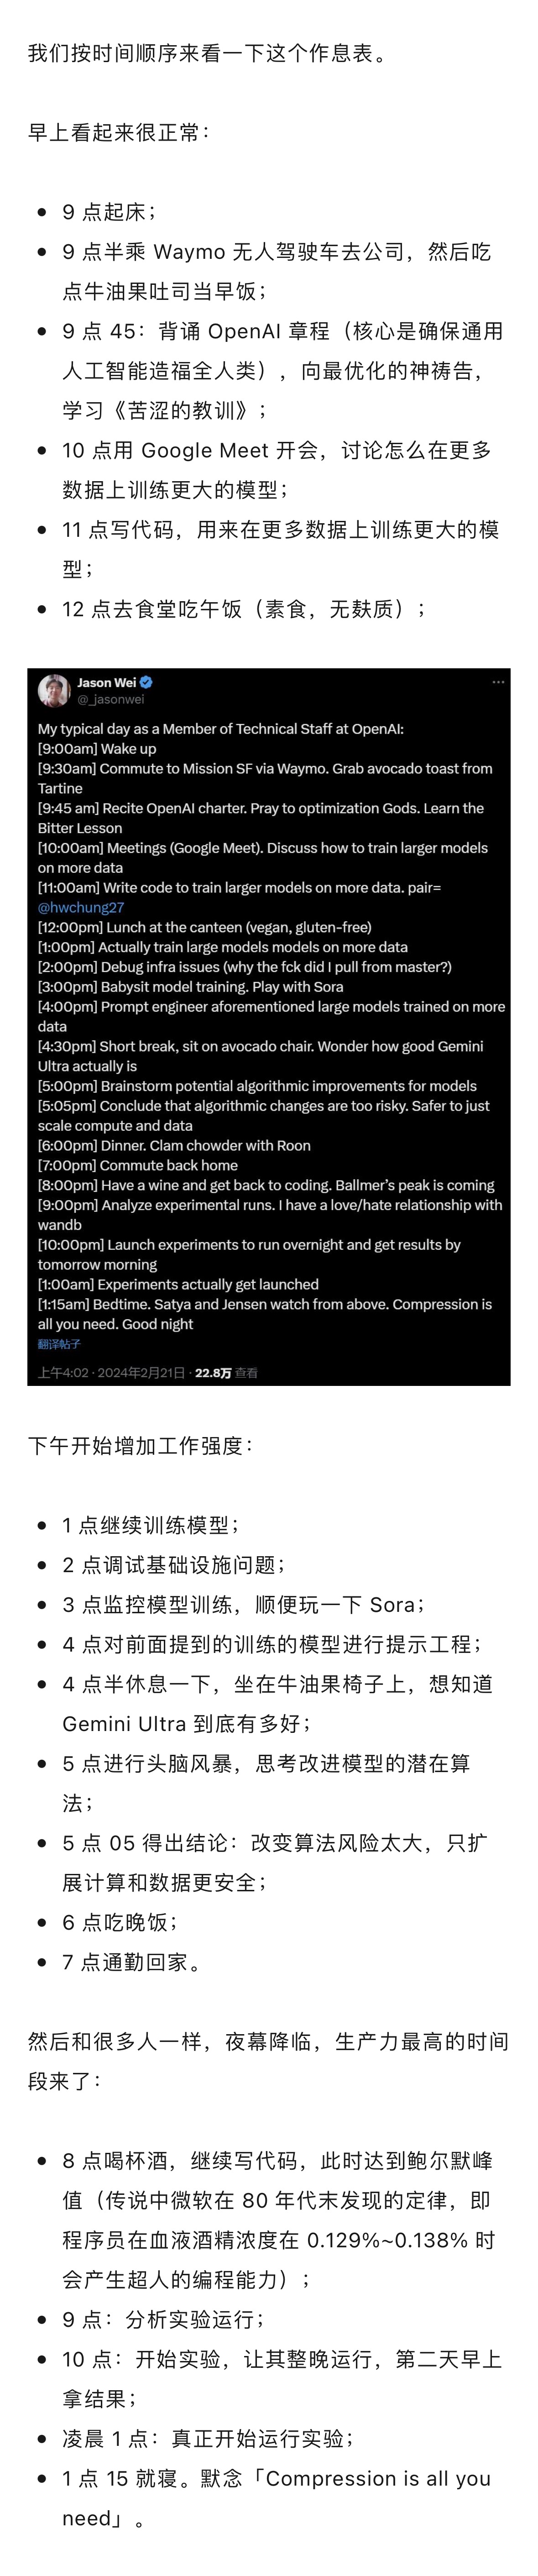 我们按时间顺序来看一下这个作息表。
早上看起来很正常：
• 9 点起床；
• 9 点半乘 Waymo 无人驾驶车去公司，然后吃
点牛油果吐司当早饭；
• 9 点 45：背诵 OpenAI 章程（核心是确保通用
人工智能造福全人类），向最优化的神祷告，
学习《苦涩的教训》；
• 10 点用 Google Meet 开会，讨论怎么在更多
数据上训练更大的模型；
• 11 点写代码，用来在更多数据上训练更大的模
型；
• 12 点去食堂吃午饭（素食，无麸质）；
Jason Wei
@_jasonwei
My typical day as a Member of Technical Staff at OpenAI:
[9:00am] Wake up
[9:30am] Commute to Mission SF via Waymo. Grab avocado toast from
Tartine
[9:45 am] Recite OpenAI charter. Pray to optimization Gods. Learn the
Bitter Lesson
[10:00am] Meetings (Google Meet). Discuss how to train larger models
on more data
[11:00am] Write code to train larger models on more data. pair=
@hwchung27
[12:00pm] Lunch at the canteen (vegan, gluten-free)
[1:00pm] Actually train large models models on more data
[2:00pm] Debug infra issues (why the fck did I pull from master?)
[3:00pm] Babysit model training. Play with Sora
[4:00pm] Prompt engineer aforementioned large models trained on more
data
[4:30pm] Short break, sit on avocado chair. Wonder how good Gemini
Ultra actually is
[5:00pm] Brainstorm potential algorithmic improvements for models
[5:05pm] Conclude that algorithmic changes are too risky. Safer to just
scale compute and data
[6:00pm] Dinner. Clam chowder with Roon
[7:00pm] Commute back home
[8:00pm] Have a wine and get back to coding. Ballmer’s peak is coming
[9:00pm] Analyze experimental runs. I have a love/hate relationship with
wandb
[10:00pm] Launch experiments to run overnight and get results by
tomorrow morning
[1:00am] Experiments actually get launched
[1:15am] Bedtime. Satya and Jensen watch from above. Compression is
all you need. Good night
翻译帖子
上午4:02 · 2024年2月21日 · 22.8万 查看
下午开始增加工作强度：
• 1 点继续训练模型；
• 2 点调试基础设施问题；
• 3 点监控模型训练，顺便玩一下 Sora；
• 4 点对前面提到的训练的模型进行提示工程；
• 4 点半休息一下，坐在牛油果椅子上，想知道
Gemini Ultra 到底有多好；
• 5 点进行头脑风暴，思考改进模型的潜在算
法；
• 5 点 05 得出结论：改变算法风险太大，只扩
展计算和数据更安全；
• 6 点吃晚饭；
• 7 点通勤回家。
然后和很多人一样，夜幕降临，生产力最高的时间
段来了：
• 8 点喝杯酒，继续写代码，此时达到鲍尔默峰
值（传说中微软在 80 年代末发现的定律，即
程序员在血液酒精浓度在 0.129%~0.138% 时
会产生超人的编程能力）；
• 9 点：分析实验运行；
• 10 点：开始实验，让其整晚运行，第二天早上
拿结果；
• 凌晨 1 点：真正开始运行实验；
• 1 点 15 就寝。默念「Compression is all you
need」。